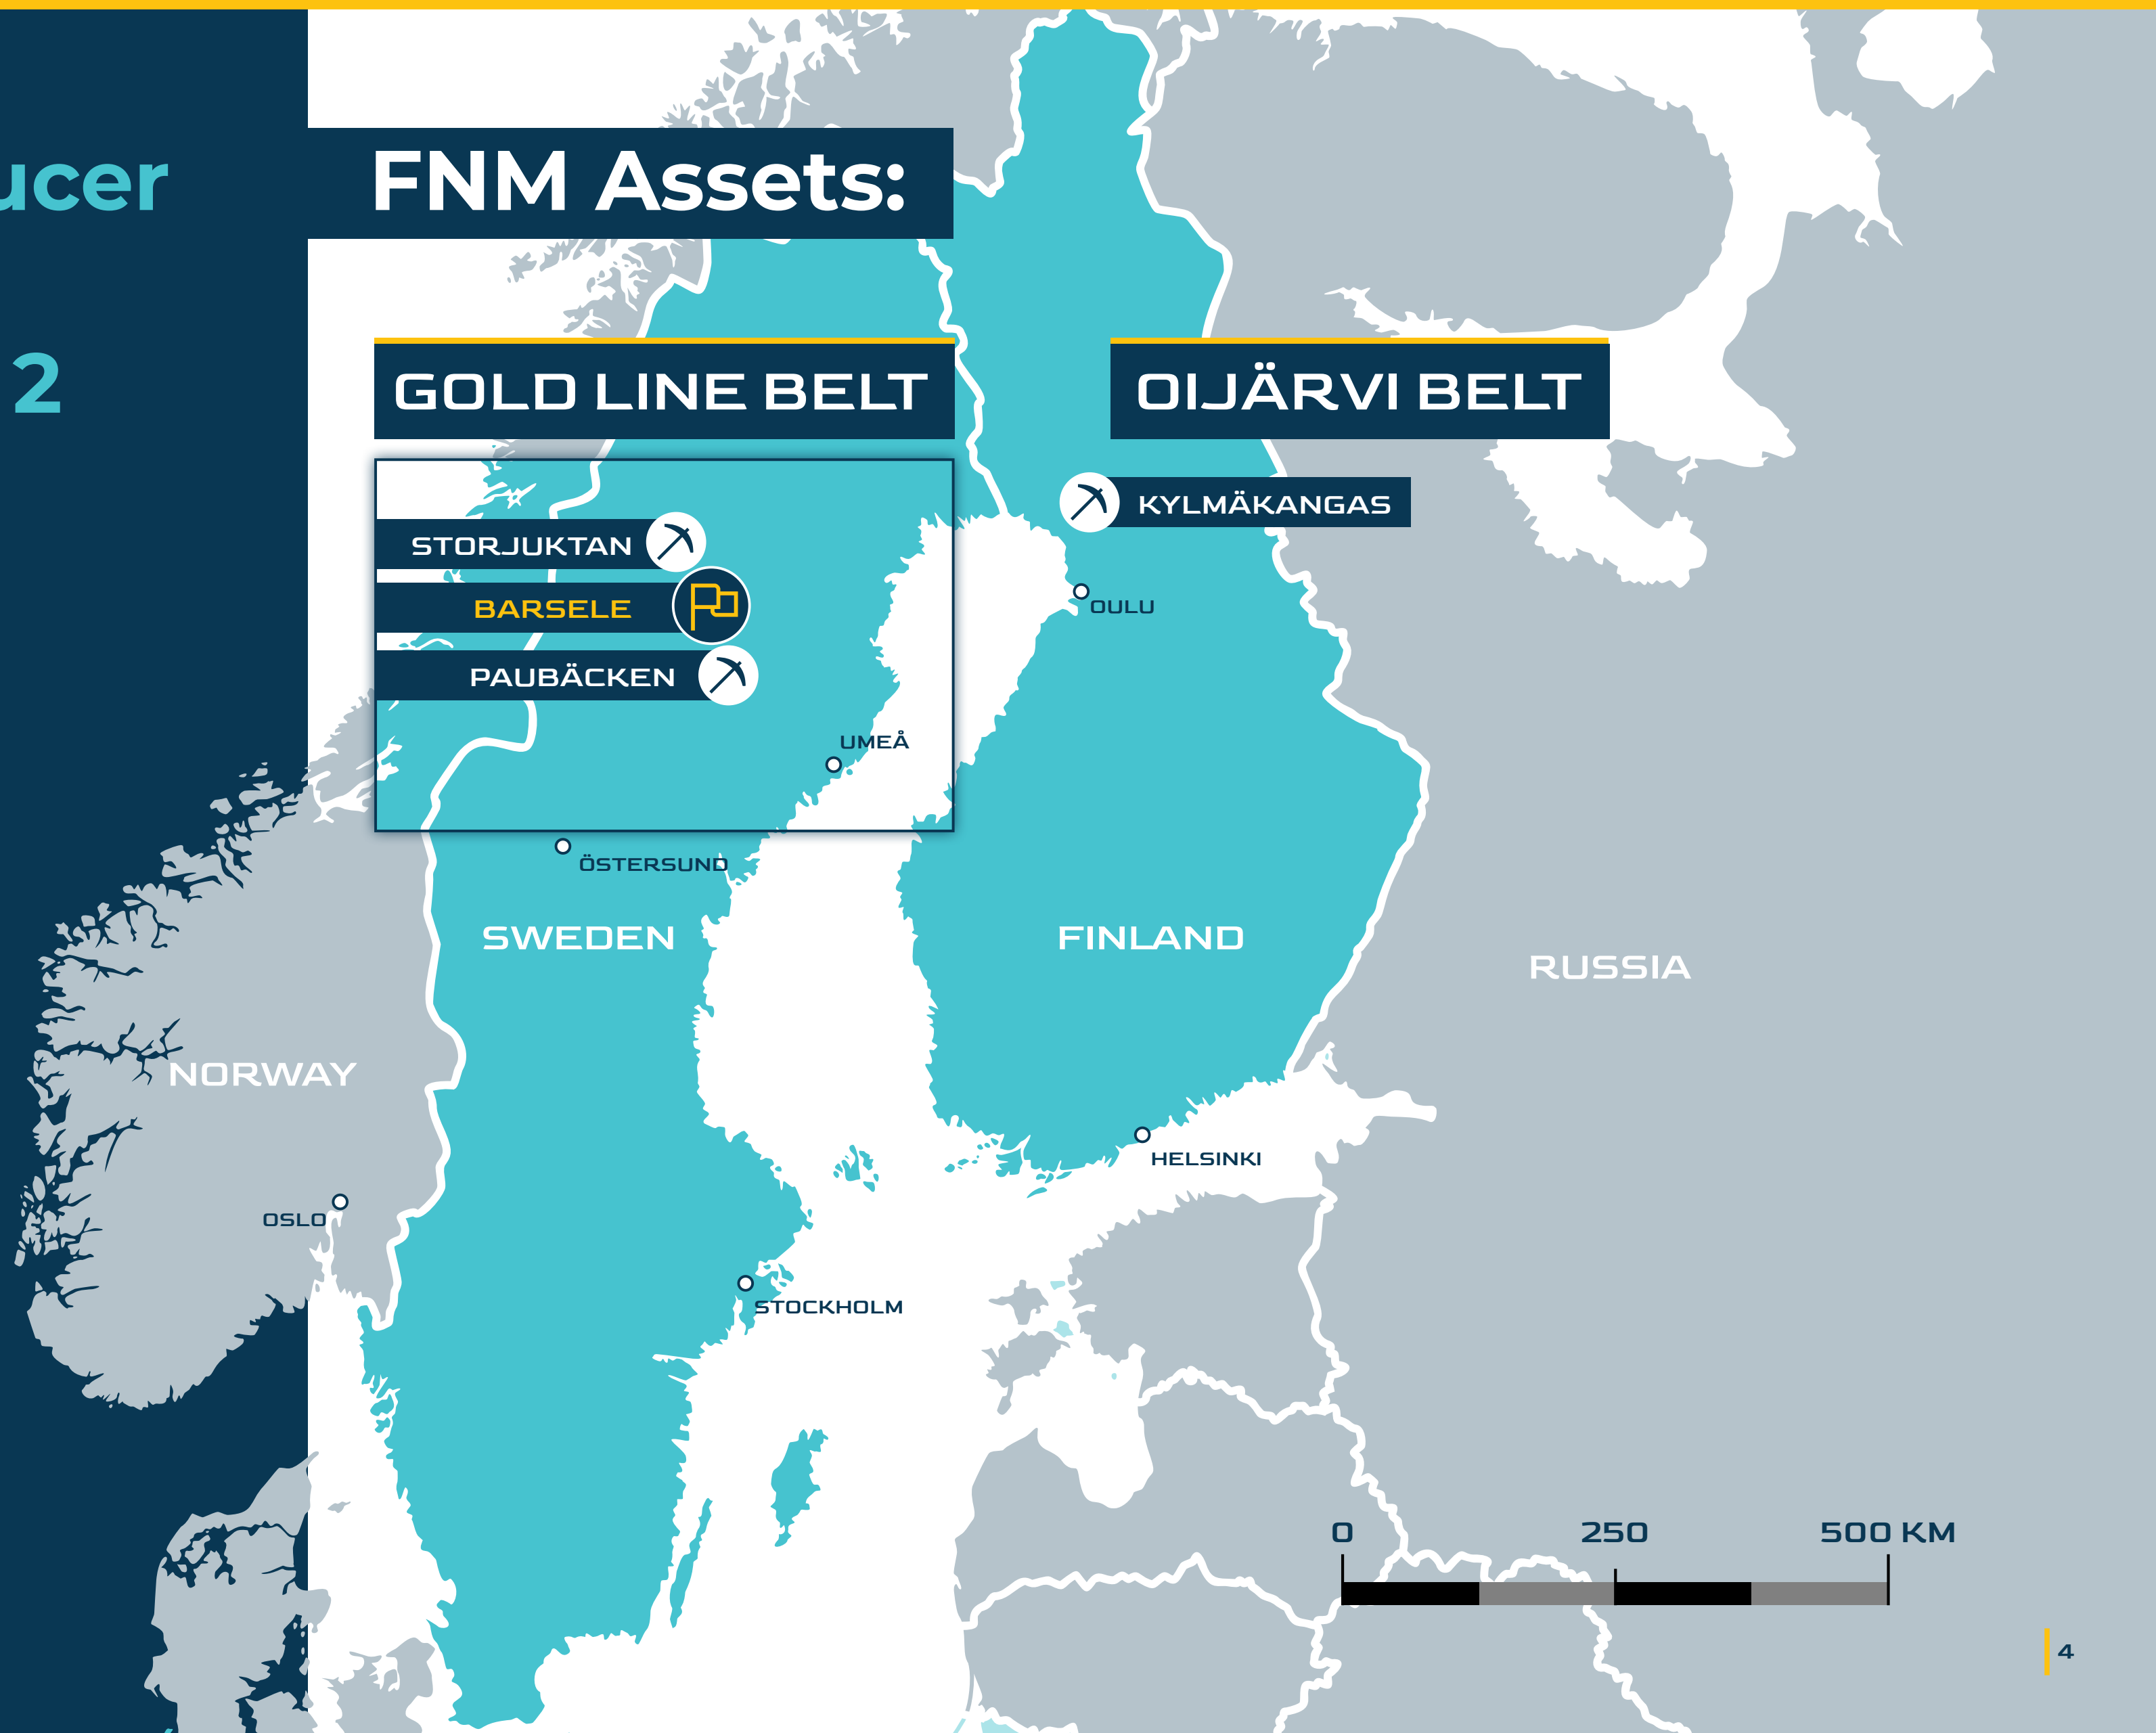 ucer
FNM Assets:
2
GOLD LINE BELT
OIJÄRVI BELT
KYLMÄKANGAS
STORJUKTAN
BARSELE
OULU
PAUBÄCKEN
UMEÅ
ÖSTERSUND
SWEDEN
FINLAND
RUSSIA
NORWAY
HELSINKI
OSLO
STOCKHOLM
0 250 500 KM
4